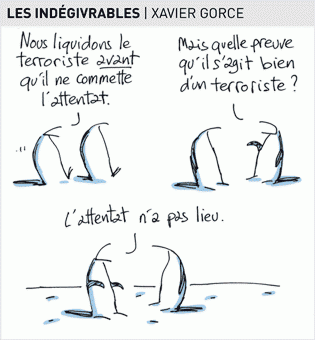 LES INDÉGIVRABLES | XAVIER GORCE
Nous liquidons le
terroriste avant
qu'il ne commette
l'attentat.
Mais quelle preuve
qu'il s'agit bien
d'un terroriste ?
...
L'attentat n'a pas lieu.